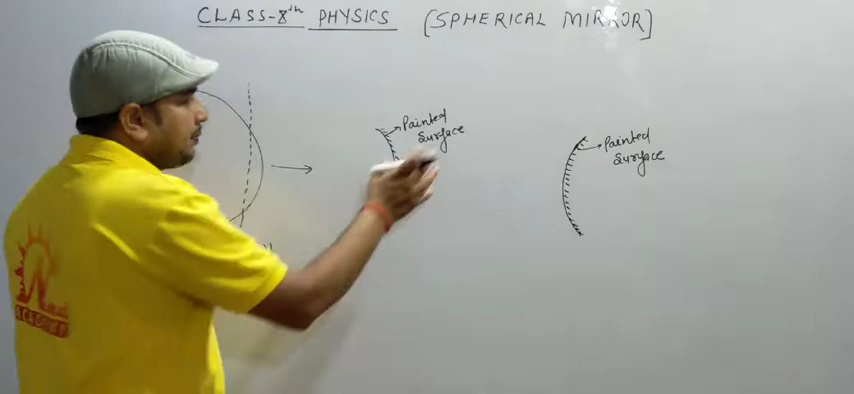 CLASS-8th PHYSICS (SPHERICAL MIRROR)
Painted
Surface
Painted
Surface